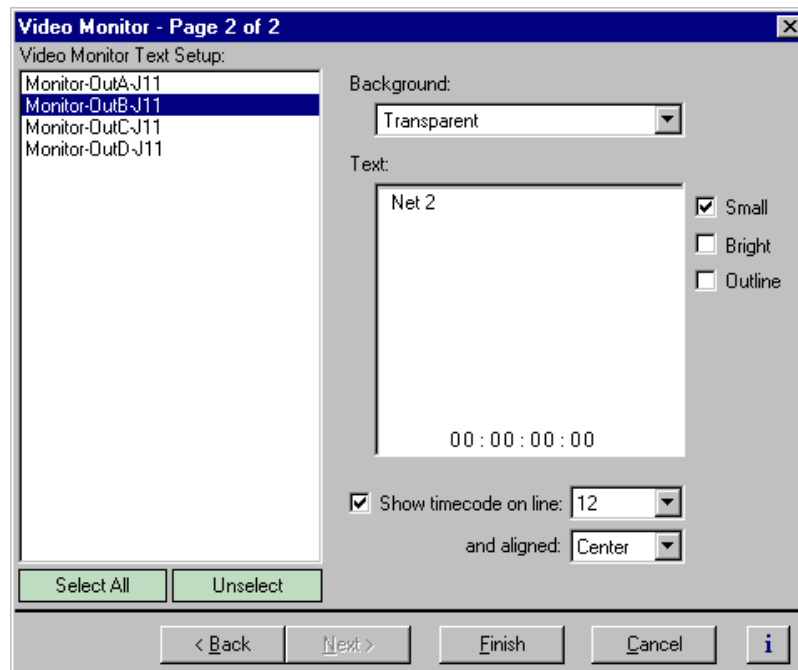 Video Monitor - Page 2 of 2
Video Monitor Text Setup:
Monitor-OutA-J11
Monitor-OutB-J11
Monitor-OutC-J11
Monitor-OutD-J11
Select All
Unselect
Background:
Transparent
Text:
Net 2
00:00:00:00
Small
Bright
Outline
Show timecode on line: 12
and aligned: Center
< Back
Next >
Finish
Cancel
i